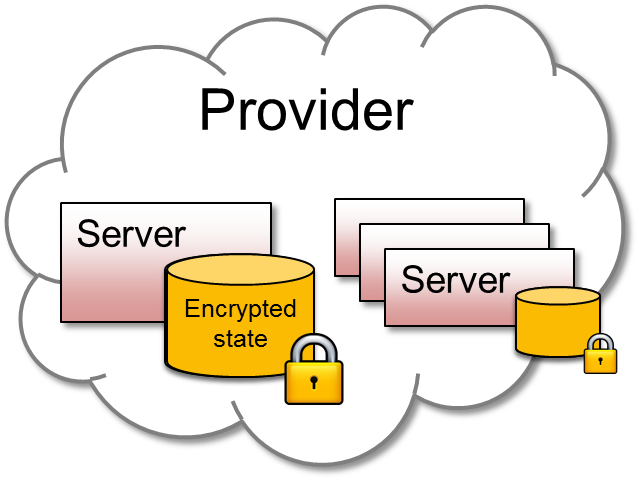 Provider
Server
Encrypted
state
Server